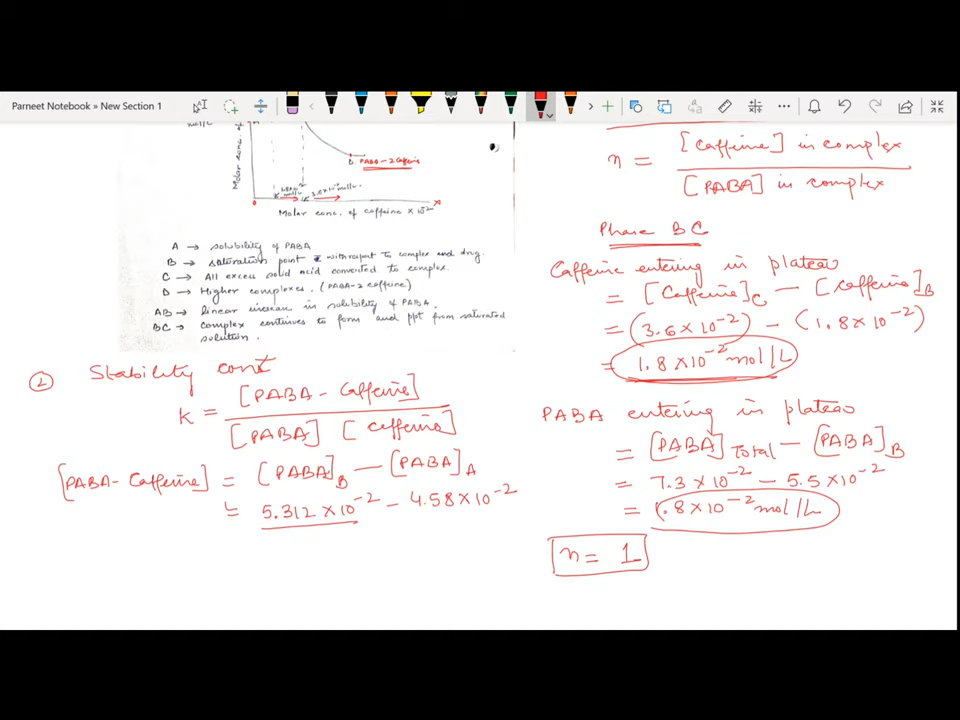 Parneet Notebook » New Section 1
Molar conc. of
D PABA-2 Caffeine
Molar conc. of caffeine × 10⁻²
A → solubility of PABA
B → saturation point with respect to complex and drug.
C → All excess solid acid converted to complex.
D → Higher complexes. (PABA-2 caffeine)
AB → linear increase in solubility of PABA.
BC → complex continues to form and ppt from saturated
solution.
② Stability const
K = [PABA - Caffeine]
[PABA] [Caffeine]
[PABA-Caffeine] = [PABA]B — [PABA]A
= 5.312 × 10⁻² - 4.58 × 10⁻²
n = [Caffeine] in complex
[PABA] in complex
Phase BC
Caffeine entering in plateau
= [Caffeine]C - [Caffeine]B
= (3.6 × 10⁻²) - (1.8 × 10⁻²)
= 1.8 × 10⁻² mol/L
PABA entering in plateau
= [PABA]Total - [PABA]B
= 7.3 × 10⁻² - 5.5 × 10⁻²
= 1.8 × 10⁻² mol/L
n = 1